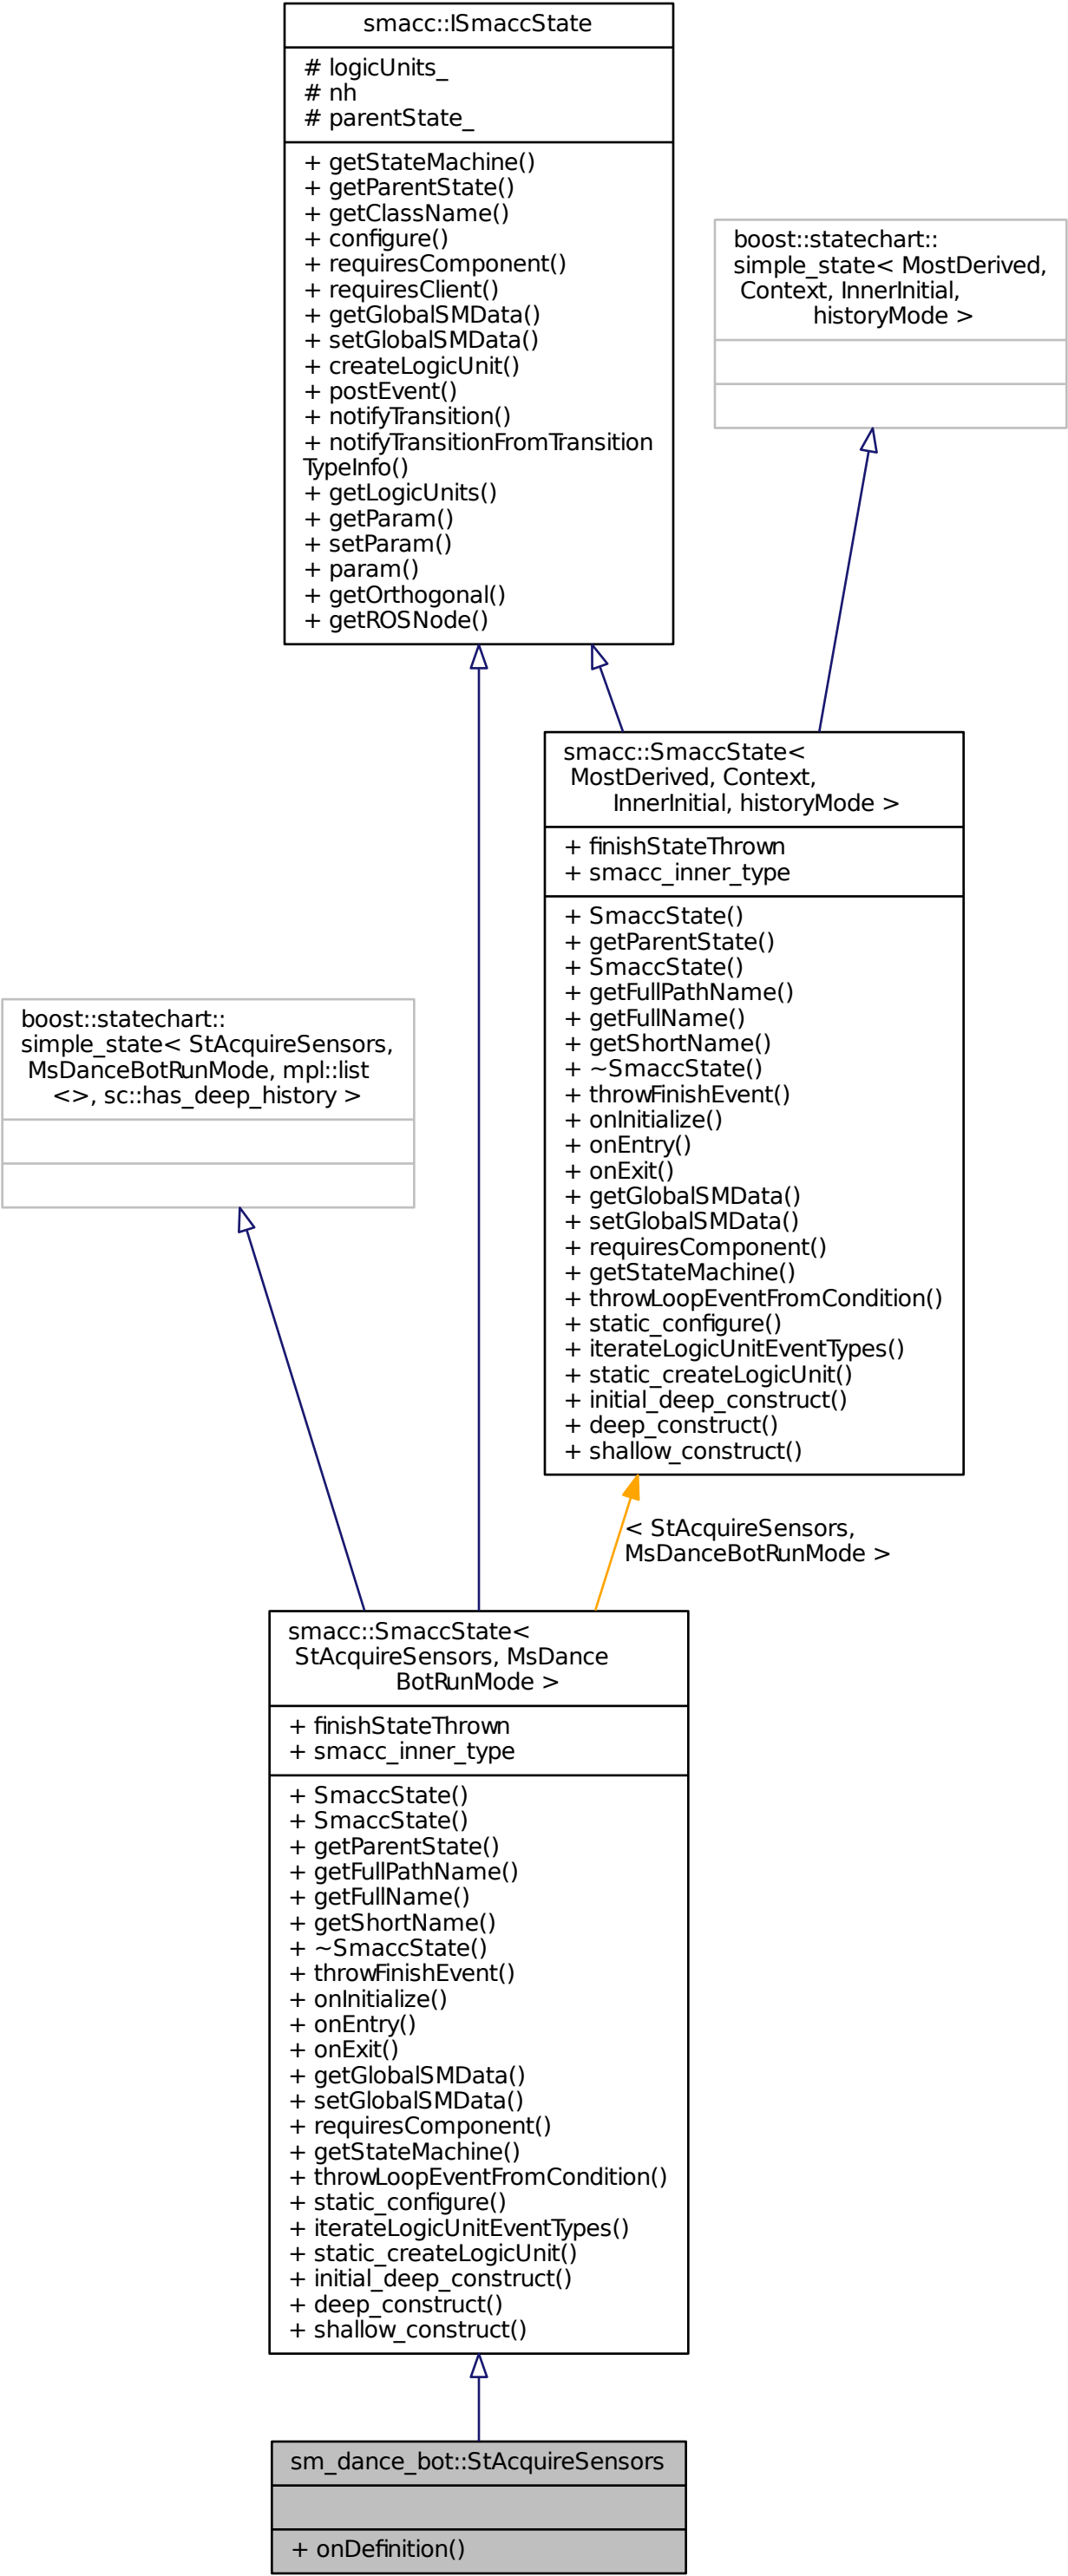 smacc::ISmaccState
# logicUnits_
# nh
# parentState_
+ getStateMachine()
+ getParentState()
+ getClassName()
+ configure()
+ requiresComponent()
+ requiresClient()
+ getGlobalSMData()
+ setGlobalSMData()
+ createLogicUnit()
+ postEvent()
+ notifyTransition()
+ notifyTransitionFromTransition
TypeInfo()
+ getLogicUnits()
+ getParam()
+ setParam()
+ param()
+ getOrthogonal()
+ getROSNode()
boost::statechart::
simple_state< MostDerived,
Context, InnerInitial,
historyMode >
smacc::SmaccState<
MostDerived, Context,
InnerInitial, historyMode >
+ finishStateThrown
+ smacc_inner_type
+ SmaccState()
+ getParentState()
+ SmaccState()
+ getFullPathName()
+ getFullName()
+ getShortName()
+ ~SmaccState()
+ throwFinishEvent()
+ onInitialize()
+ onEntry()
+ onExit()
+ getGlobalSMData()
+ setGlobalSMData()
+ requiresComponent()
+ getStateMachine()
+ throwLoopEventFromCondition()
+ static_configure()
+ iterateLogicUnitEventTypes()
+ static_createLogicUnit()
+ initial_deep_construct()
+ deep_construct()
+ shallow_construct()
boost::statechart::
simple_state< StAcquireSensors,
MsDanceBotRunMode, mpl::list
<>, sc::has_deep_history >
< StAcquireSensors,
MsDanceBotRunMode >
smacc::SmaccState<
StAcquireSensors, MsDance
BotRunMode >
+ finishStateThrown
+ smacc_inner_type
+ SmaccState()
+ SmaccState()
+ getParentState()
+ getFullPathName()
+ getFullName()
+ getShortName()
+ ~SmaccState()
+ throwFinishEvent()
+ onInitialize()
+ onEntry()
+ onExit()
+ getGlobalSMData()
+ setGlobalSMData()
+ requiresComponent()
+ getStateMachine()
+ throwLoopEventFromCondition()
+ static_configure()
+ iterateLogicUnitEventTypes()
+ static_createLogicUnit()
+ initial_deep_construct()
+ deep_construct()
+ shallow_construct()
sm_dance_bot::StAcquireSensors
+ onDefinition()